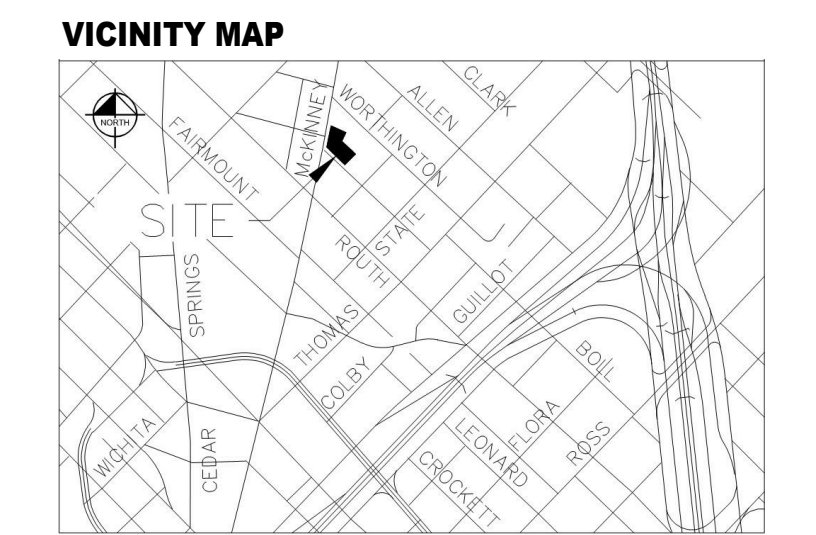 VICINITY MAP
CLARK
ALLEN
WORTHINGTON
McKINNEY
NORTH
FAIRMOUNT
SITE
STATE
ROUTH
GUILLOT
SPRINGS
THOMAS
COLBY
BOLL
FLORA
LEONARD
ROSS
WICHITA
CEDAR
CROCKETT